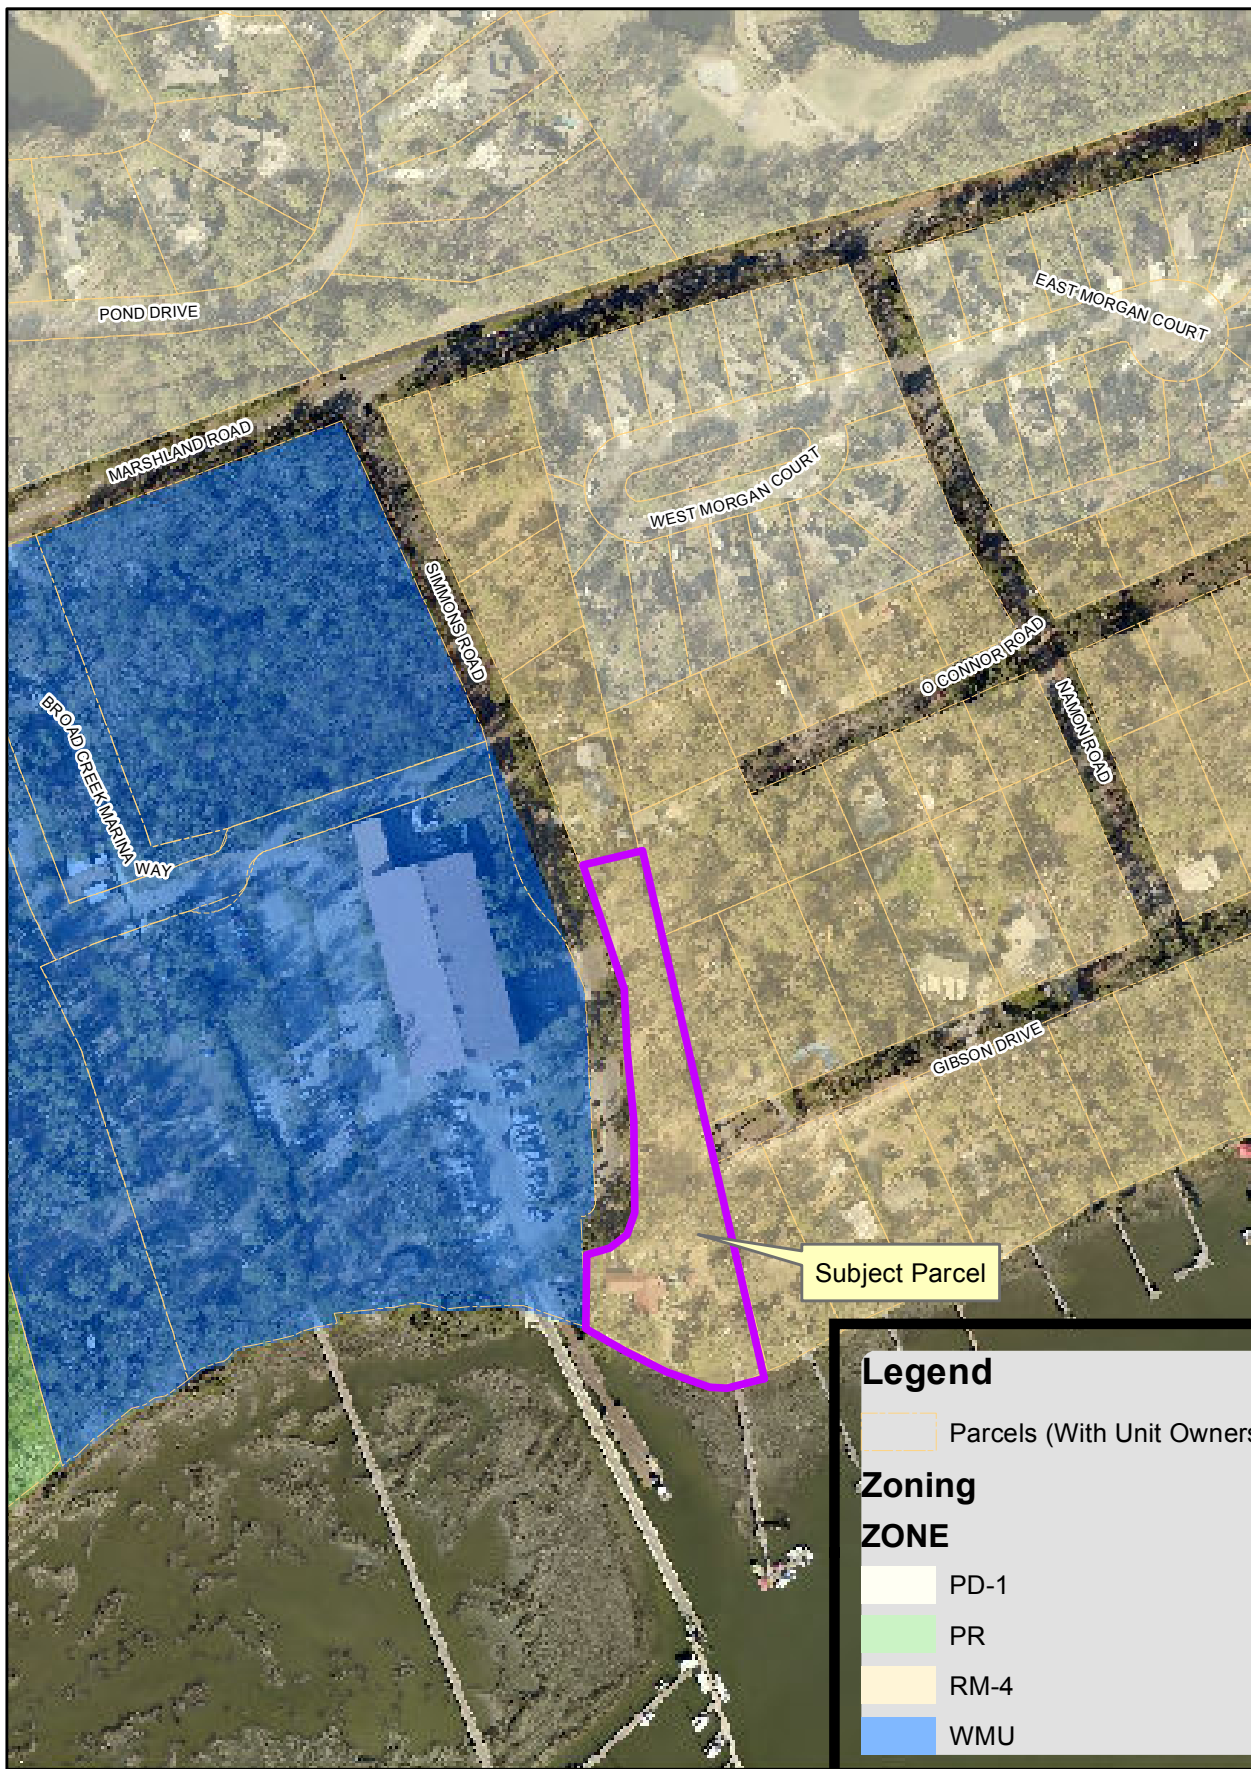 POND DRIVE
EAST MORGAN COURT
MARSHLAND ROAD
WEST MORGAN COURT
SIMMONS ROAD
O CONNOR ROAD
NAMON ROAD
BROAD CREEK MARINA WAY
GIBSON DRIVE
Subject Parcel
Legend
Parcels (With Unit Owners
Zoning
ZONE
PD-1
PR
RM-4
WMU